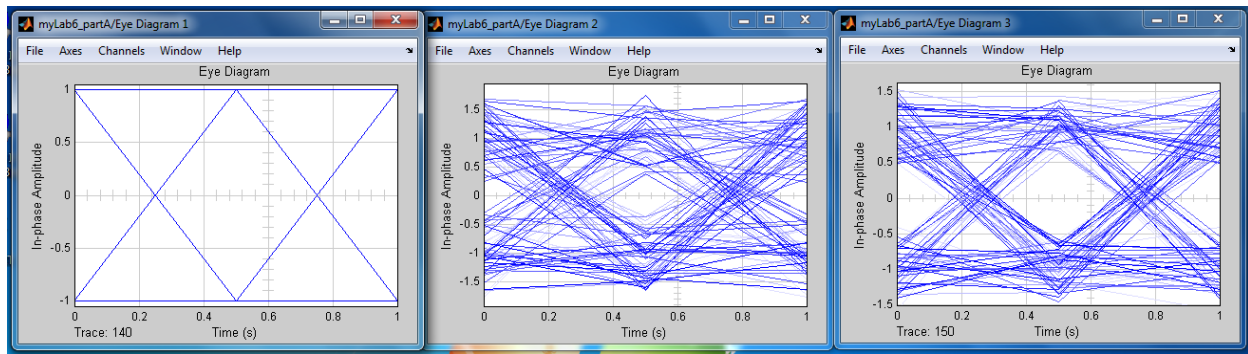 myLab6_partA/Eye Diagram 1
File Axes Channels Window Help
Eye Diagram
In-phase Amplitude
1
0.5
0
-0.5
-1
0 0.2 0.4 0.6 0.8 1
Trace: 140 Time (s)
myLab6_partA/Eye Diagram 2
File Axes Channels Window Help
Eye Diagram
In-phase Amplitude
1.5
1
0.5
0
-0.5
-1
-1.5
0 0.2 0.4 0.6 0.8 1
Time (s)
myLab6_partA/Eye Diagram 3
File Axes Channels Window Help
Eye Diagram
In-phase Amplitude
1.5
1
0.5
0
-0.5
-1
-1.5
0 0.2 0.4 0.6 0.8 1
Trace: 150 Time (s)